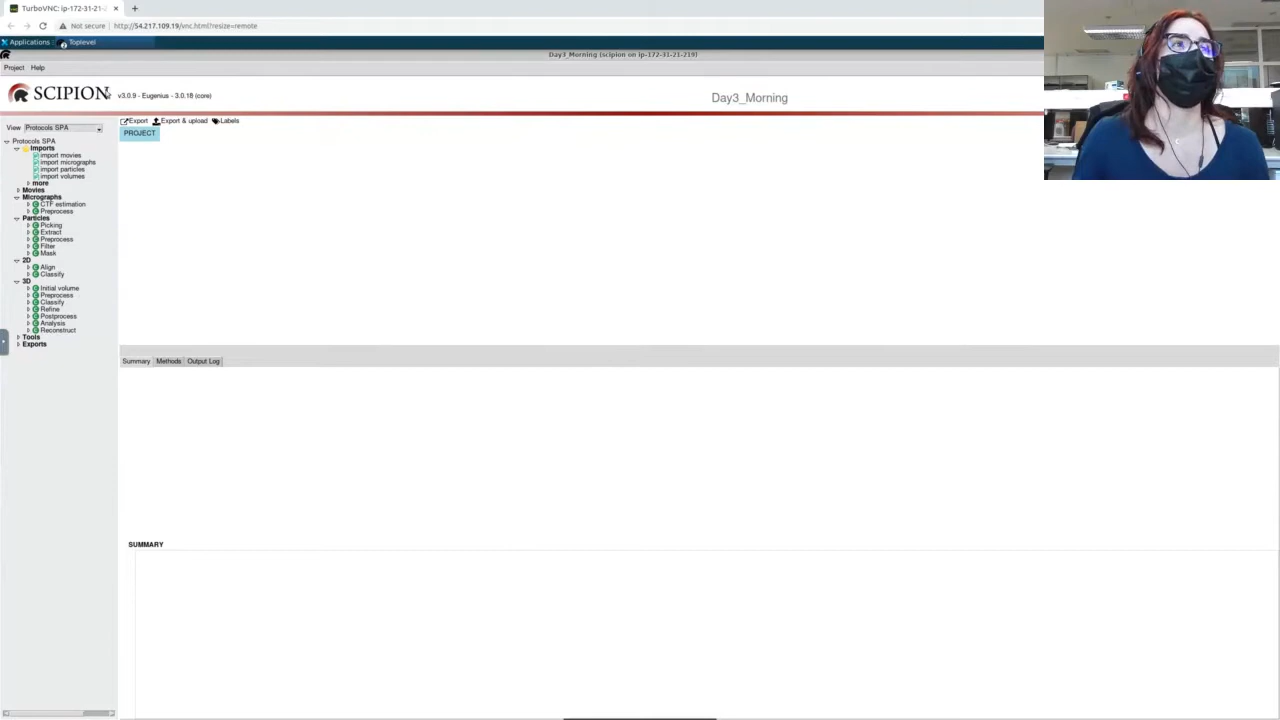 TurboVNC: ip-172-31-21-2
Not secure
http://54.217.109.19/vnc.html?resize=remote
Applications
Toplevel
Day3_Morning (scipion on ip-172-31-21-219)
Project Help
SCIPION
v3.0.9 - Eugenius - 3.0.18 (core)
Day3_Morning
View Protocols SPA
Export Export & upload Labels
PROJECT
Protocols SPA
Imports
import movies
import micrographs
import particles
import volumes
more
Movies
Micrographs
CTF estimation
Preprocess
Particles
Picking
Extract
Preprocess
Filter
Mask
2D
Align
Classify
3D
Initial volume
Preprocess
Classify
Refine
Postprocess
Analysis
Reconstruct
Tools
Exports
Summary Methods Output Log
SUMMARY